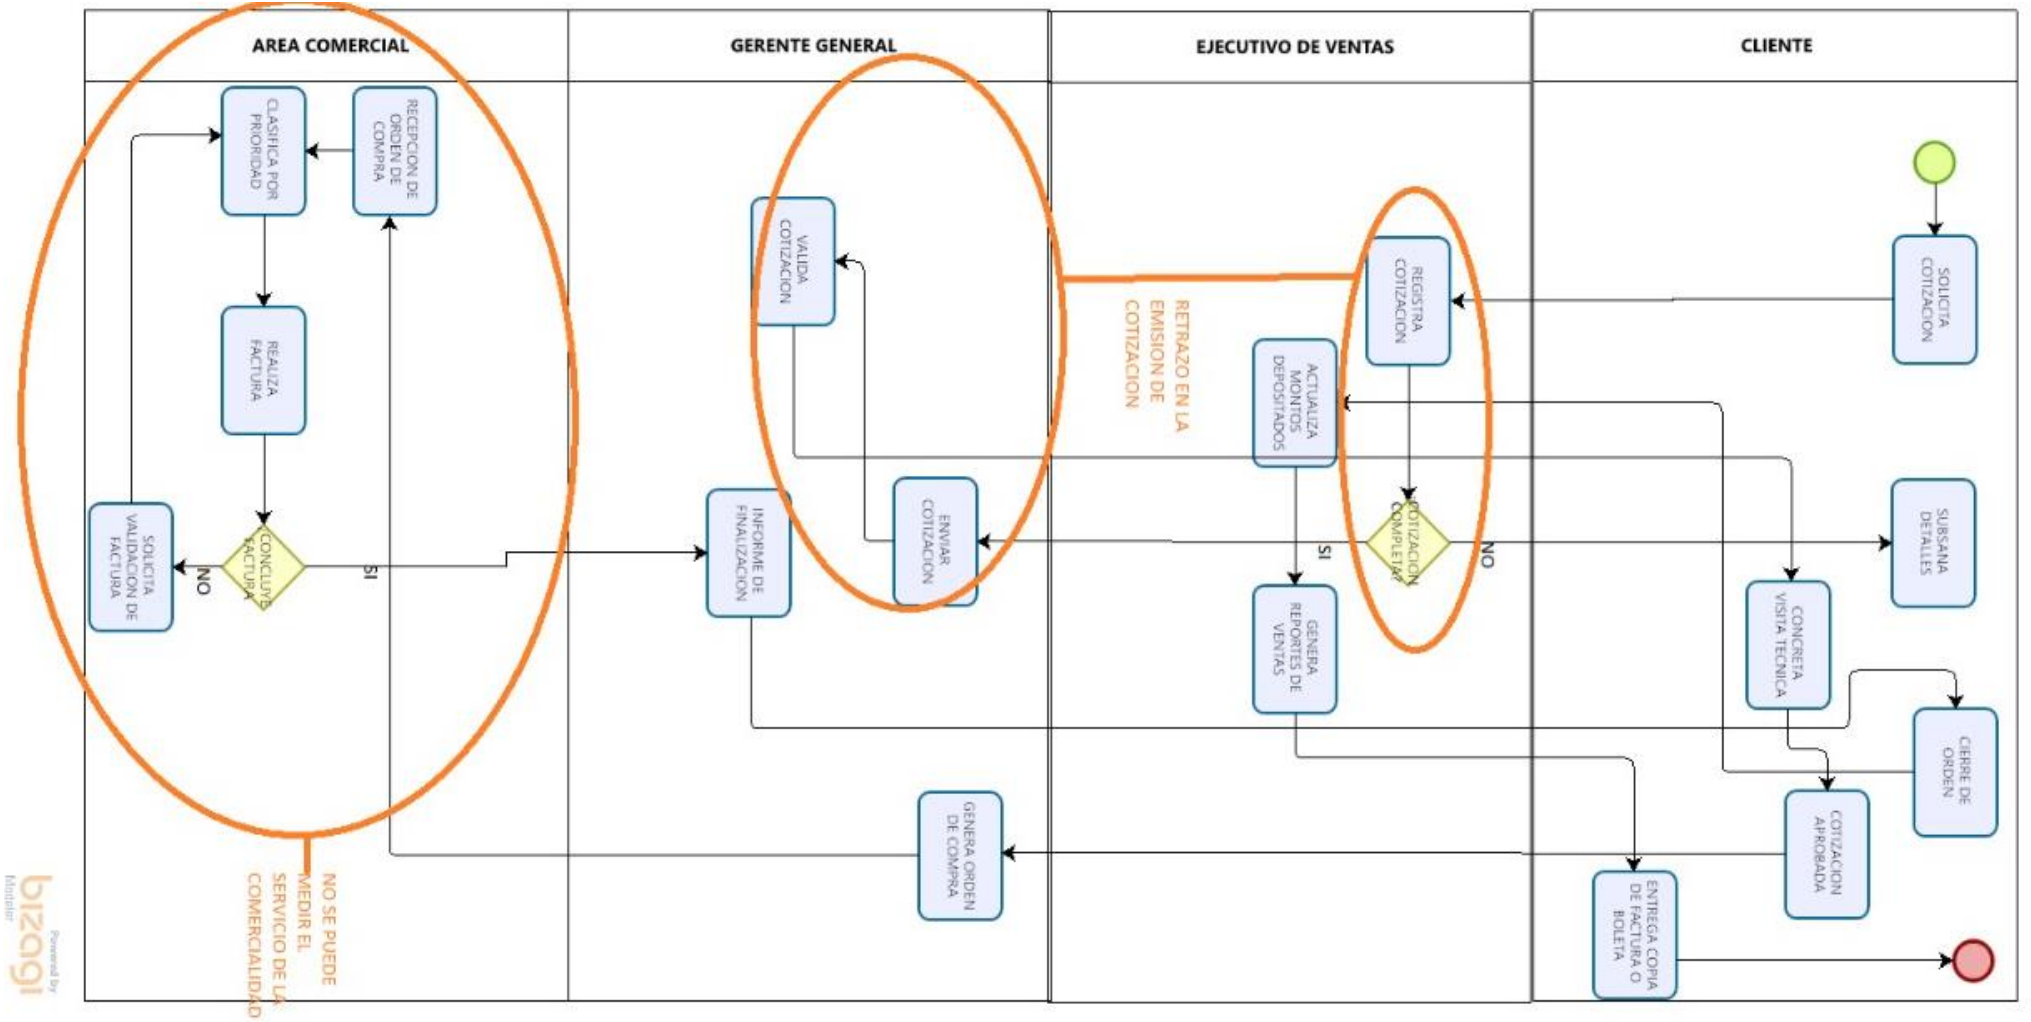 AREA COMERCIAL
GERENTE GENERAL
EJECUTIVO DE VENTAS
CLIENTE
CLASIFICA POR
PRIORIDAD
RECEPCION DE
ORDEN DE
COMPRA
REALIZA
FACTURA
CONCLUYE
FACTURA
NO
SI
SOLICITA
VALIDACION DE
FACTURA
NO SE PUEDE
MEDIR EL
SERVICIO DE LA
COMERCIALIDAD
VALIDA
COTIZACION
ENVIAR
COTIZACION
INFORME DE
FINALIZACION
GENERA ORDEN
DE COMPRA
REGISTRA
COTIZACION
RETRAZO EN LA
EMISION DE
COTIZACION
ACTUALIZA
MONTOS
DEPOSITADOS
COTIZACION
COMPLETA?
SI
NO
GENERA
REPORTES DE
VENTAS
SOLICITA
COTIZACION
SUBSANA
DETALLES
CONCRETA
VISITA TECNICA
CIERRE DE
ORDEN
COTIZACION
APROBADA
ENTREGA COPIA
DE FACTURA O
BOLETA
Powered by
bizagi
Modeler